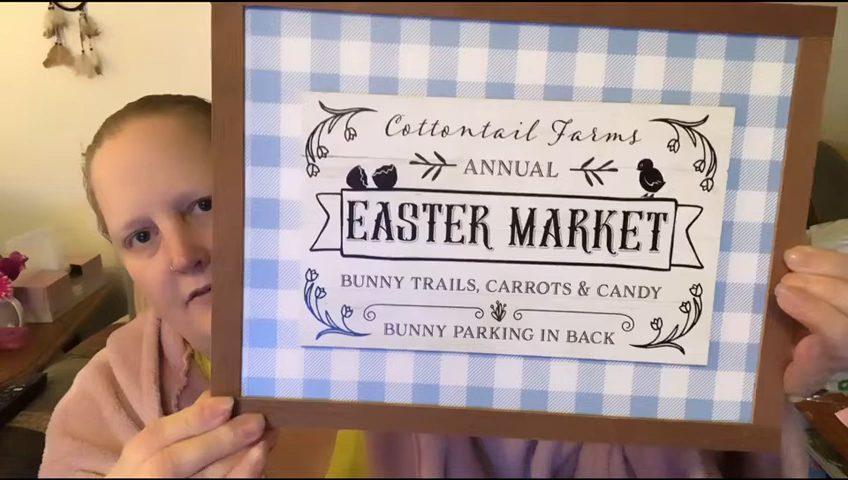 Cottontail Farms
ANNUAL
EASTER MARKET
BUNNY TRAILS, CARROTS & CANDY
BUNNY PARKING IN BACK